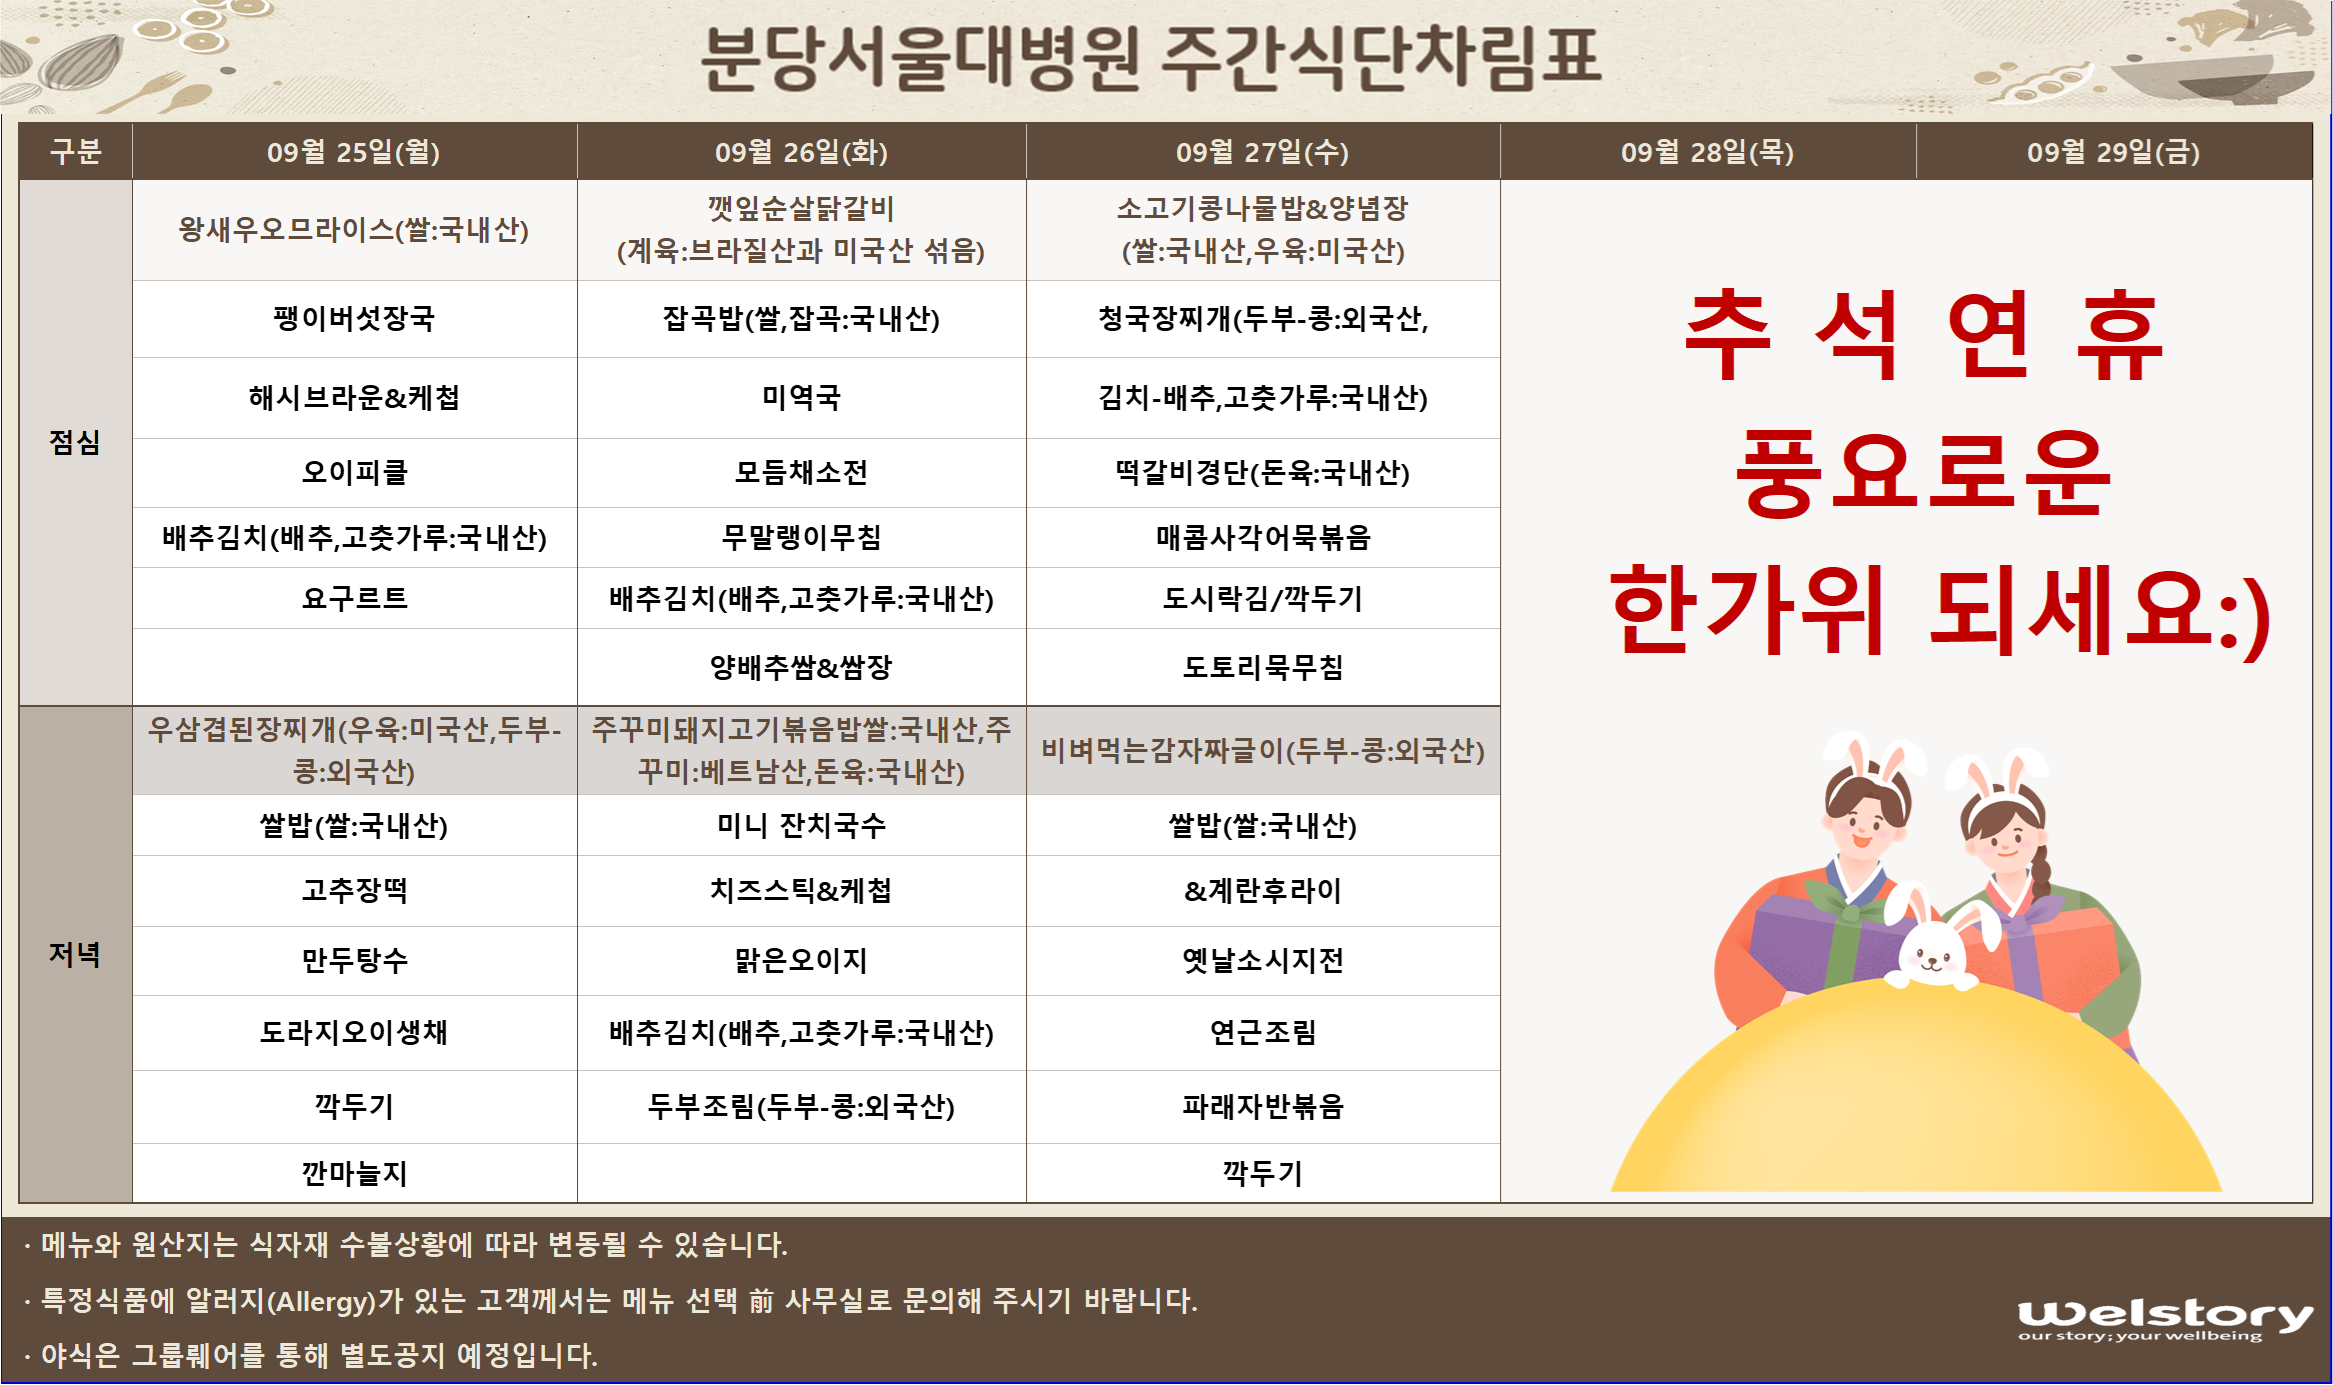 분당서울대병원 주간식단차림표
구분 09월 25일(월) 09월 26일(화) 09월 27일(수) 09월 28일(목) 09월 29일(금)
점심
왕새우오므라이스(쌀:국내산)
팽이버섯장국
해시브라운&케첩
오이피클
배추김치(배추,고춧가루:국내산)
요구르트
깻잎순살닭갈비
(계육:브라질산과 미국산 섞음)
잡곡밥(쌀,잡곡:국내산)
미역국
모듬채소전
무말랭이무침
배추김치(배추,고춧가루:국내산)
양배추쌈&쌈장
소고기콩나물밥&양념장
(쌀:국내산,우육:미국산)
청국장찌개(두부-콩:외국산,
김치-배추,고춧가루:국내산)
떡갈비경단(돈육:국내산)
매콤사각어묵볶음
도시락김/깍두기
도토리묵무침
저녁
우삼겹된장찌개(우육:미국산,두부-
콩:외국산)
쌀밥(쌀:국내산)
고추장떡
만두탕수
도라지오이생채
깍두기
깐마늘지
주꾸미돼지고기볶음밥쌀:국내산,주
꾸미:베트남산,돈육:국내산)
미니 잔치국수
치즈스틱&케첩
맑은오이지
배추김치(배추,고춧가루:국내산)
두부조림(두부-콩:외국산)
비벼먹는감자짜글이(두부-콩:외국산)
쌀밥(쌀:국내산)
&계란후라이
옛날소시지전
연근조림
파래자반볶음
깍두기
추 석 연 휴
풍요로운
한가위 되세요:)
· 메뉴와 원산지는 식자재 수불상황에 따라 변동될 수 있습니다.
· 특정식품에 알러지(Allergy)가 있는 고객께서는 메뉴 선택 前 사무실로 문의해 주시기 바랍니다.
· 야식은 그룹웨어를 통해 별도공지 예정입니다.
welstory
our story; your wellbeing